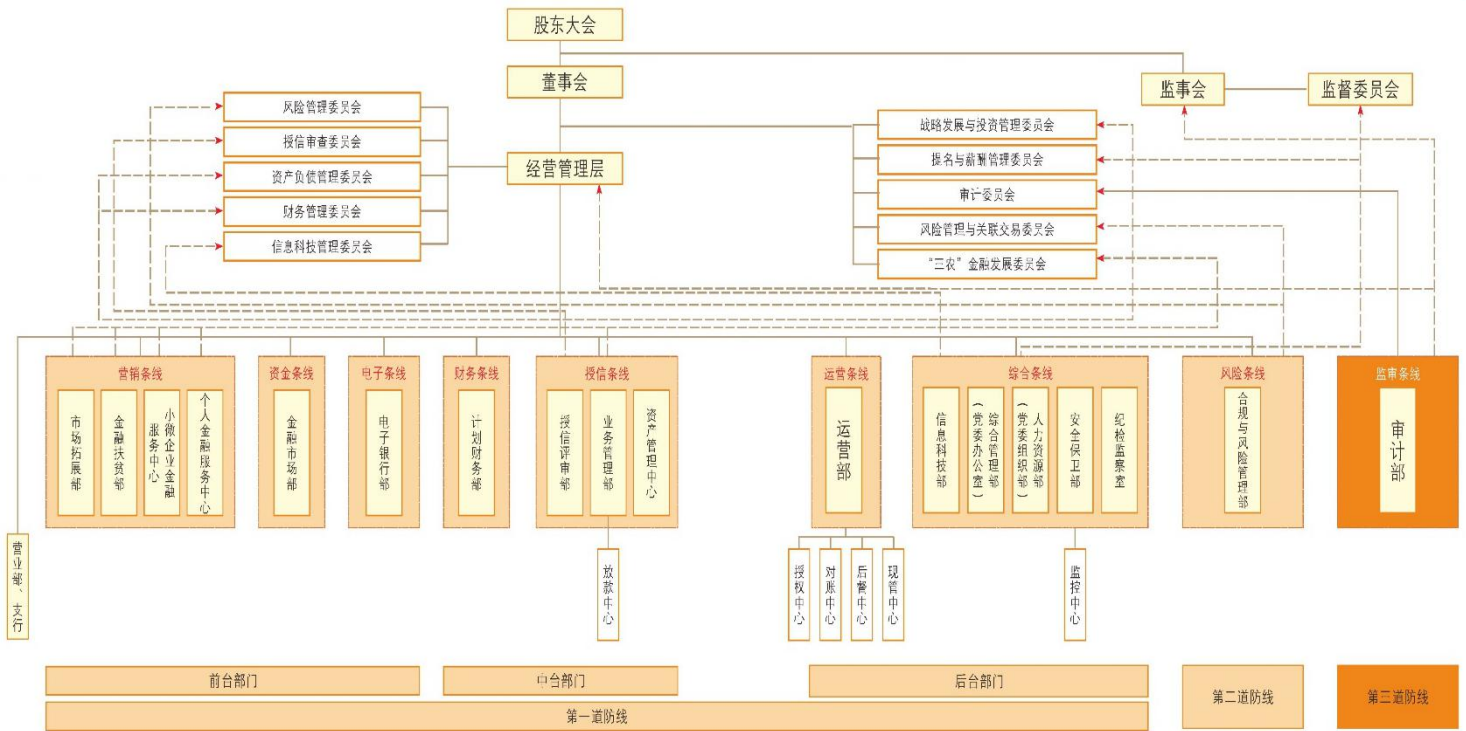 股东大会
董事会
监事会
监督委员会
风险管理委员会
授信审查委员会
资产负债管理委员会
财务管理委员会
信息科技管理委员会
经营管理层
战略发展与投资管理委员会
提名与薪酬管理委员会
审计委员会
风险管理与关联交易委员会
“三农”金融发展委员会
营销条线
市场拓展部
金融扶贫部
小微企业金融
服务中心
个人金融服务中心
资金条线
金融市场部
电子条线
电子银行部
财务条线
计划财务部
授信条线
授信评审部
业务管理部
资产管理中心
运营条线
运营部
综合条线
信息科技部
综合管理部
(党委办公室)
人力资源部
(党委组织部)
安全保卫部
纪检监察室
风险条线
合规与风险管理部
监审条线
审计部
营业部、支行
放款中心
授权中心
对账中心
后督中心
现管中心
监控中心
前台部门
中台部门
后台部门
第一道防线
第二道防线
第三道防线